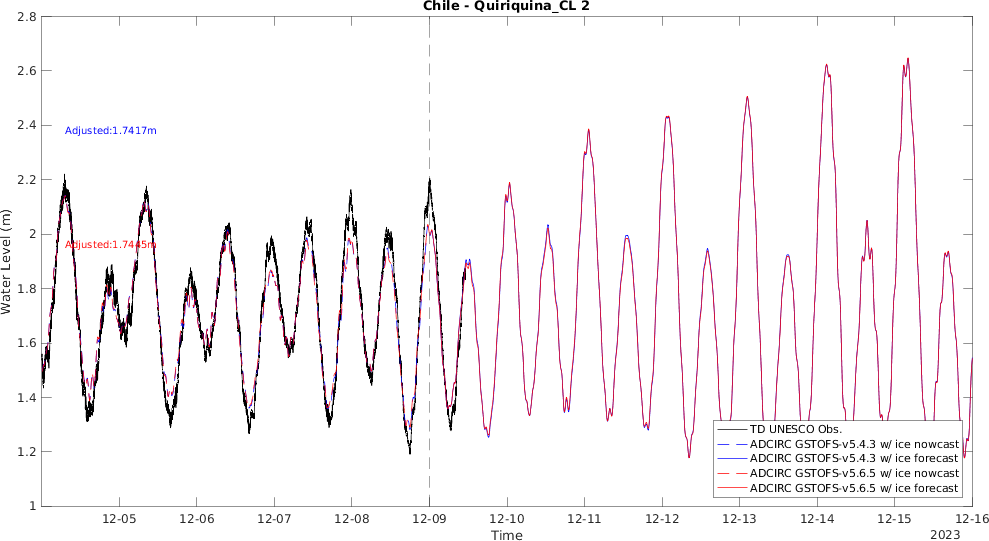 Chile - Quiriquina_CL 2
2.8
2.6
2.4
2.2
2
1.8
1.6
1.4
1.2
1
Water Level (m)
Adjusted:1.7417m
Adjusted:1.7445m
TD UNESCO Obs.
ADCIRC GSTOFS-v5.4.3 w/ ice nowcast
ADCIRC GSTOFS-v5.4.3 w/ ice forecast
ADCIRC GSTOFS-v5.6.5 w/ ice nowcast
ADCIRC GSTOFS-v5.6.5 w/ ice forecast
12-05 12-06 12-07 12-08 12-09 12-10 12-11 12-12 12-13 12-14 12-15 12-16
Time
2023